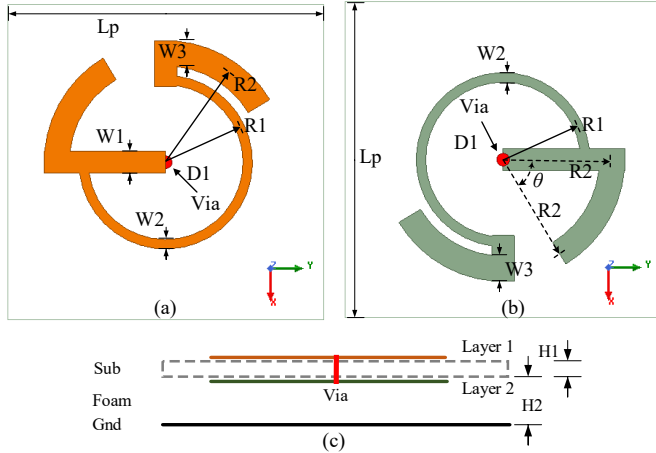 Lp
W3
R2
R1
W1
D1
Via
W2
Z
Y
X
(a)
W2
Via
R1
D1
Lp
R2
θ
R2
W3
Z
Y
X
(b)
Layer 1
H1
Sub
Layer 2
Via
H2
Foam
Gnd
(c)